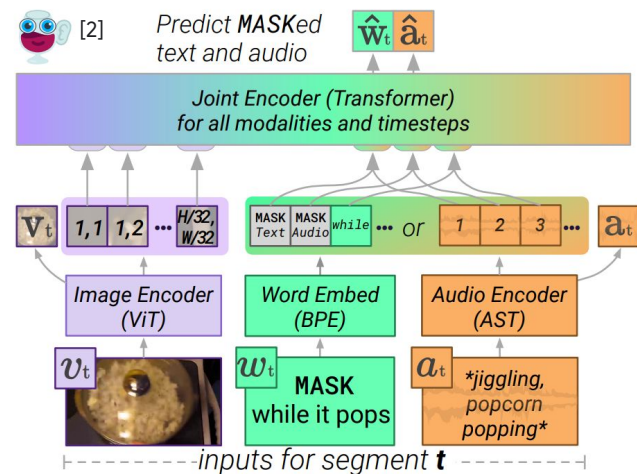 [2]
Predict MASKed
text and audio
ŵt
ât
Joint Encoder (Transformer)
for all modalities and timesteps
vt
1,1
1,2
•••
H/32,
W/32
MASK
Text
MASK
Audio
while
•••
or
1
2
3
•••
at
Image Encoder
(ViT)
Word Embed
(BPE)
Audio Encoder
(AST)
vt
wt
MASK
while it pops
at
*jiggling,
popcorn
popping*
inputs for segment t